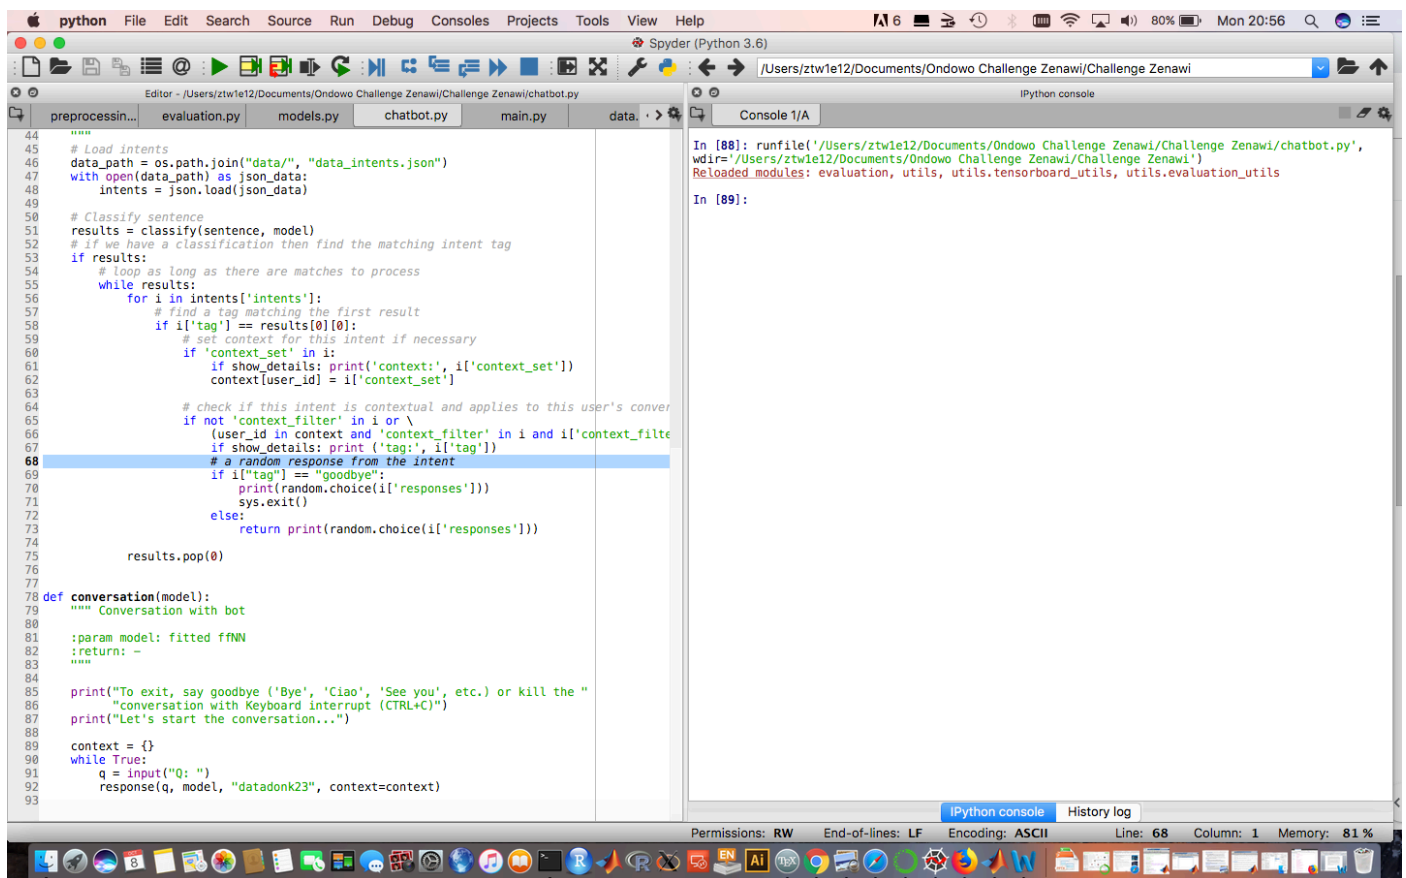 python File Edit Search Source Run Debug Consoles Projects Tools View Help 6 80% Mon 20:56
Spyder (Python 3.6)
/Users/ztw1e12/Documents/Ondowo Challenge Zenawi/Challenge Zenawi
Editor - /Users/ztw1e12/Documents/Ondowo Challenge Zenawi/Challenge Zenawi/chatbot.py
preprocessin... evaluation.py models.py chatbot.py main.py data.
44     """
45     # Load intents
46     data_path = os.path.join("data/", "data_intents.json")
47     with open(data_path) as json_data:
48         intents = json.load(json_data)
49
50     # Classify sentence
51     results = classify(sentence, model)
52     # if we have a classification then find the matching intent tag
53     if results:
54         # loop as long as there are matches to process
55         while results:
56             for i in intents['intents']:
57                 # find a tag matching the first result
58                 if i['tag'] == results[0][0]:
59                     # set context for this intent if necessary
60                     if 'context_set' in i:
61                         if show_details: print('context:', i['context_set'])
62                         context[user_id] = i['context_set']
63
64                     # check if this intent is contextual and applies to this user's conver
65                     if not 'context_filter' in i or \
66                         (user_id in context and 'context_filter' in i and i['context_filte
67                         if show_details: print ('tag:', i['tag'])
68                         # a random response from the intent
69                         if i["tag"] == "goodbye":
70                             print(random.choice(i['responses']))
71                             sys.exit()
72                         else:
73                             return print(random.choice(i['responses']))
74
75             results.pop(0)
76
77
78 def conversation(model):
79     """ Conversation with bot
80
81     :param model: fitted ffNN
82     :return: -
83     """
84
85     print("To exit, say goodbye ('Bye', 'Ciao', 'See you', etc.) or kill the "
86           "conversation with Keyboard interrupt (CTRL+C)")
87     print("Let's start the conversation...")
88
89     context = {}
90     while True:
91         q = input("Q: ")
92         response(q, model, "datadonk23", context=context)
93
IPython console
Console 1/A
In [88]: runfile('/Users/ztw1e12/Documents/Ondowo Challenge Zenawi/Challenge Zenawi/chatbot.py',
wdir='/Users/ztw1e12/Documents/Ondowo Challenge Zenawi/Challenge Zenawi')
Reloaded modules: evaluation, utils, utils.tensorboard_utils, utils.evaluation_utils
In [89]:
IPython console History log
Permissions: RW End-of-lines: LF Encoding: ASCII Line: 68 Column: 1 Memory: 81 %
8 R R EN Ai TeX W